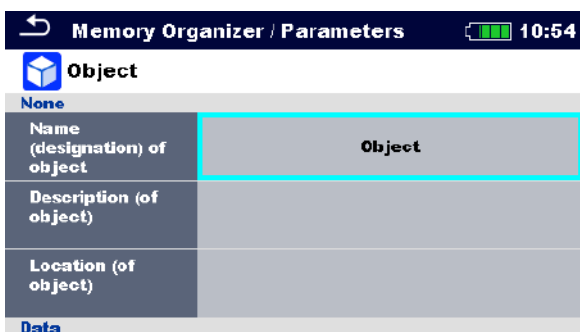 Memory Organizer / Parameters 10:54
Object
None
Name
(designation) of
object
Object
Description (of
object)
Location (of
object)
Data